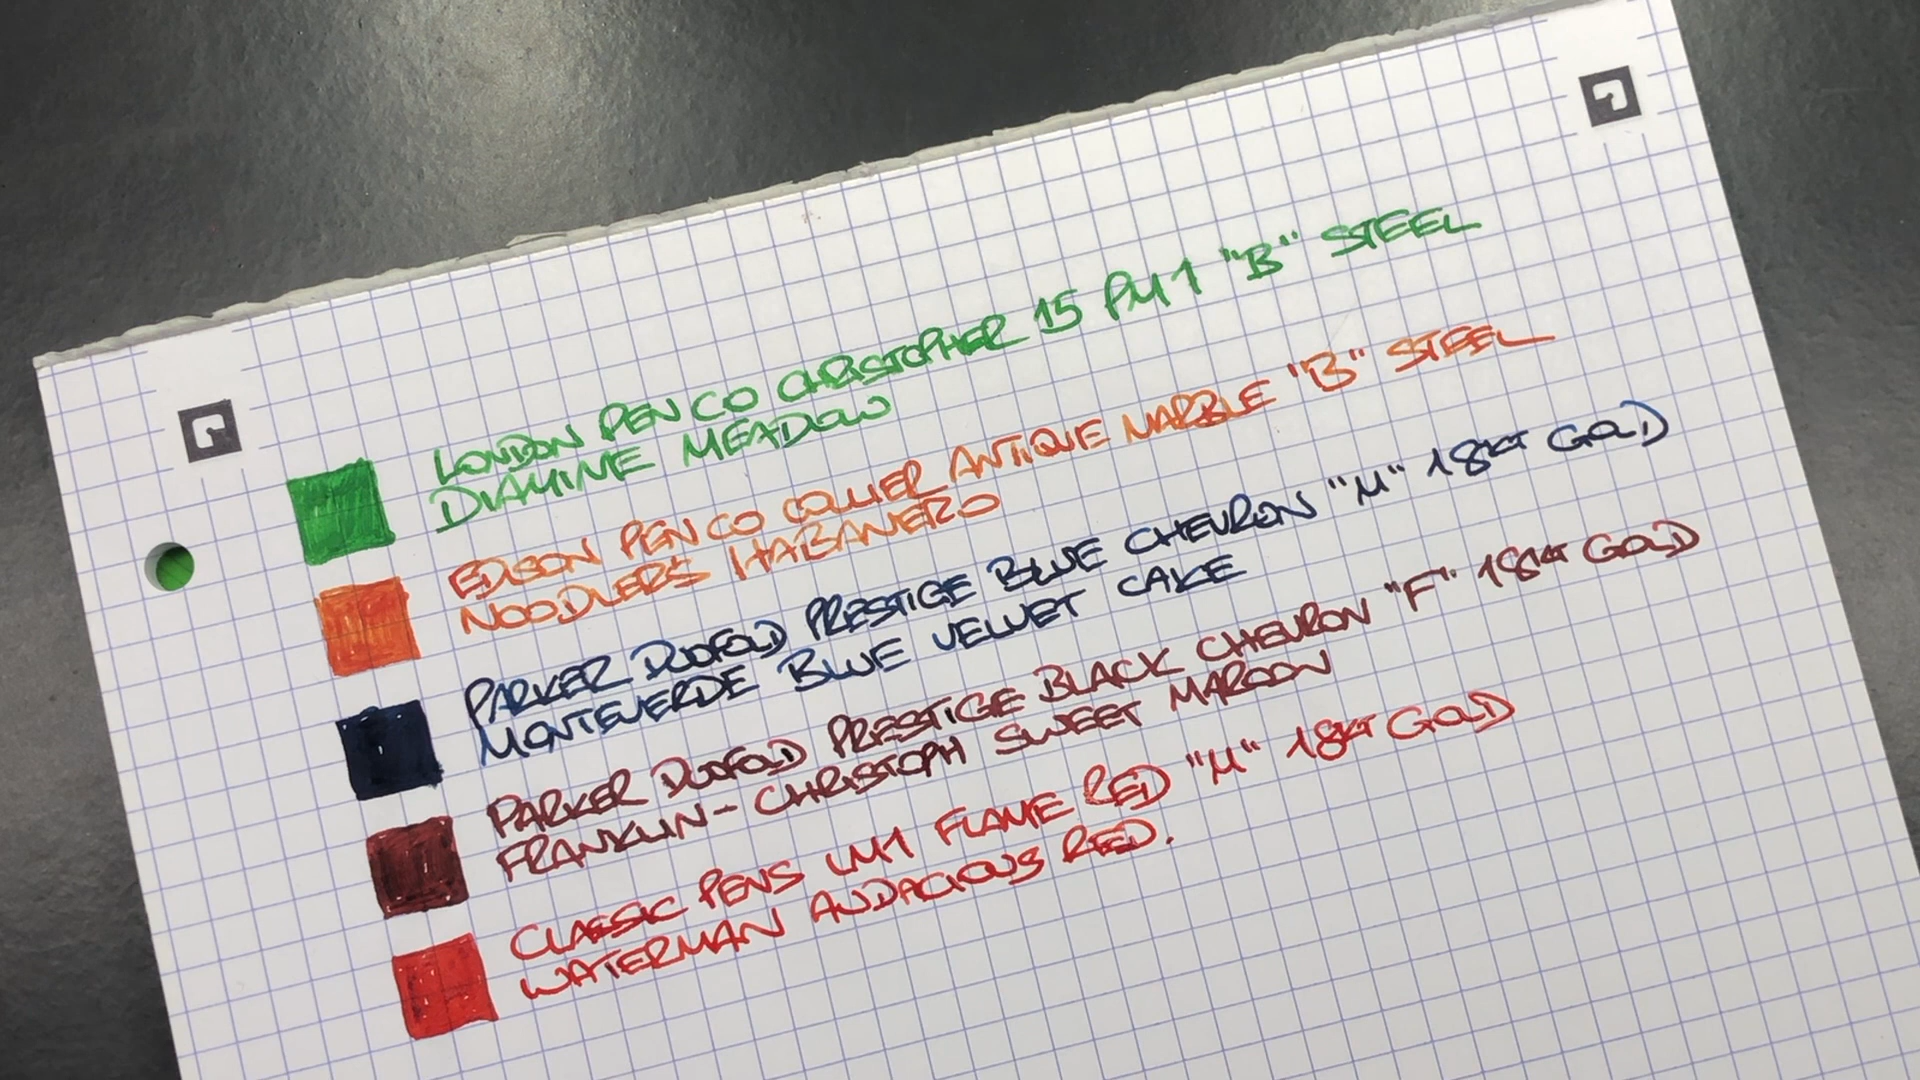 LONDON PEN CO CHRISTOPHER 15 PM1 "B" STEEL
DIAMINE MEADOW
EDISON PEN CO COLLIER ANTIQUE MARBLE "B" STEEL
NOODLER'S HABANERO
PARKER DUOFOLD PRESTIGE BLUE CHEVRON "M" 18KT GOLD
MONTEVERDE BLUE VELVET CAKE
PARKER DUOFOLD PRESTIGE BLACK CHEVRON "F" 18KT GOLD
FRANKLIN-CHRISTOPH SWEET MAROON
CLASSIC PENS LM1 FLAME RED "M" 18KT GOLD
WATERMAN AUDACIOUS RED.